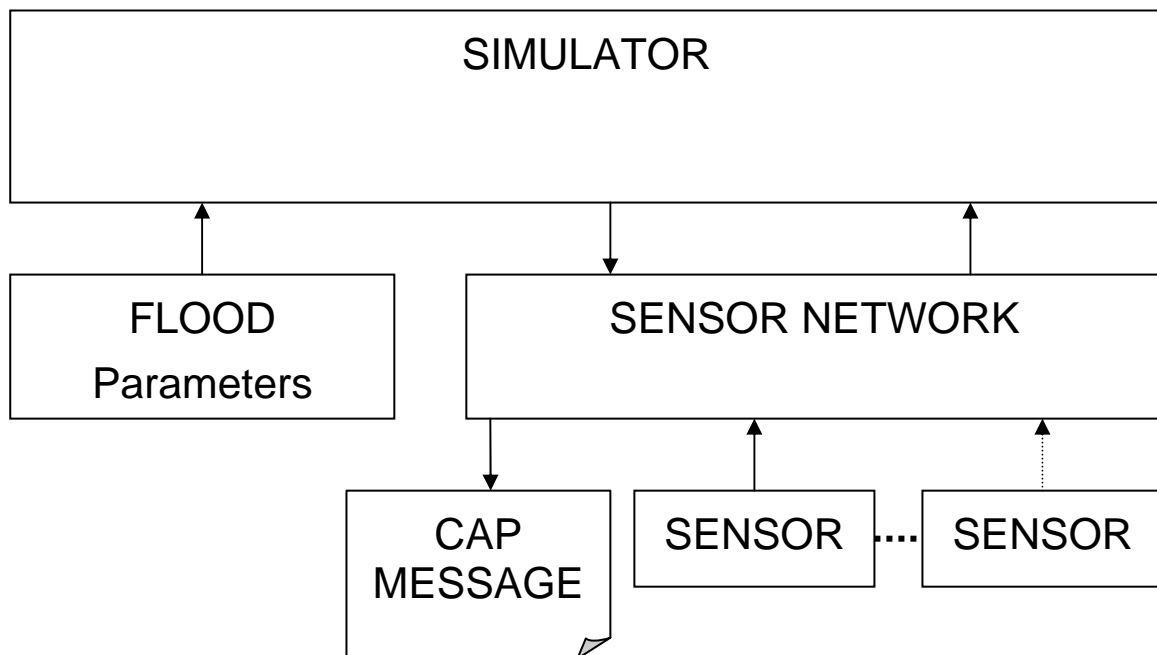 SIMULATOR
FLOOD
Parameters
SENSOR NETWORK
CAP
MESSAGE
SENSOR
SENSOR